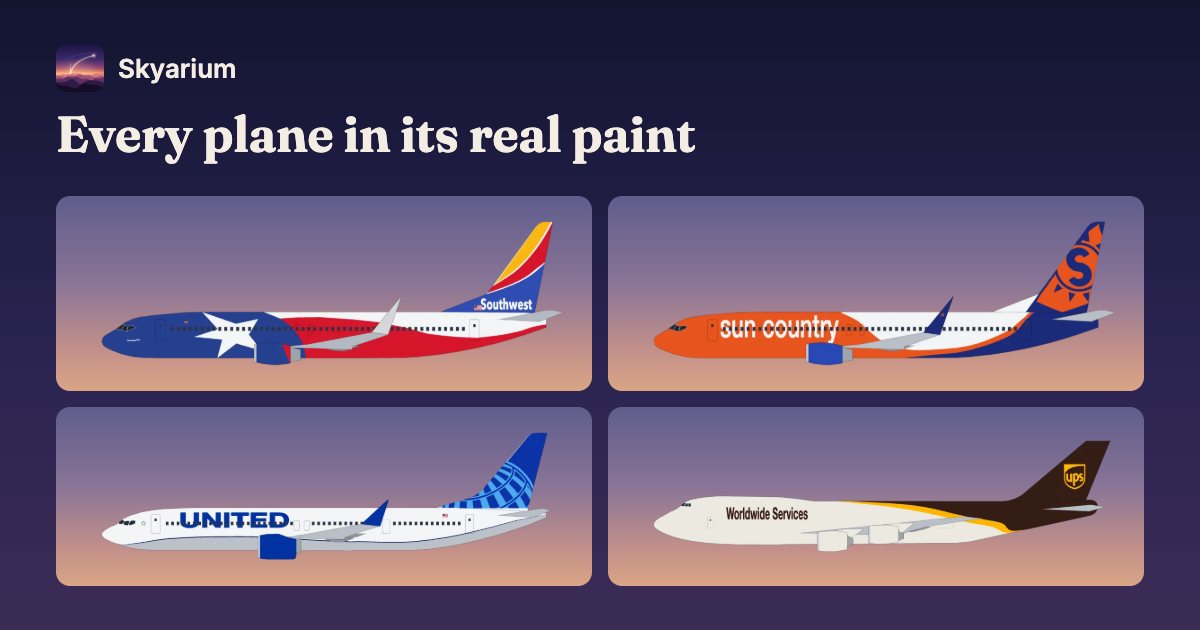 Skyarium
Every plane in its real paint
Southwest
sun country
S
UNITED
Worldwide Services
ups